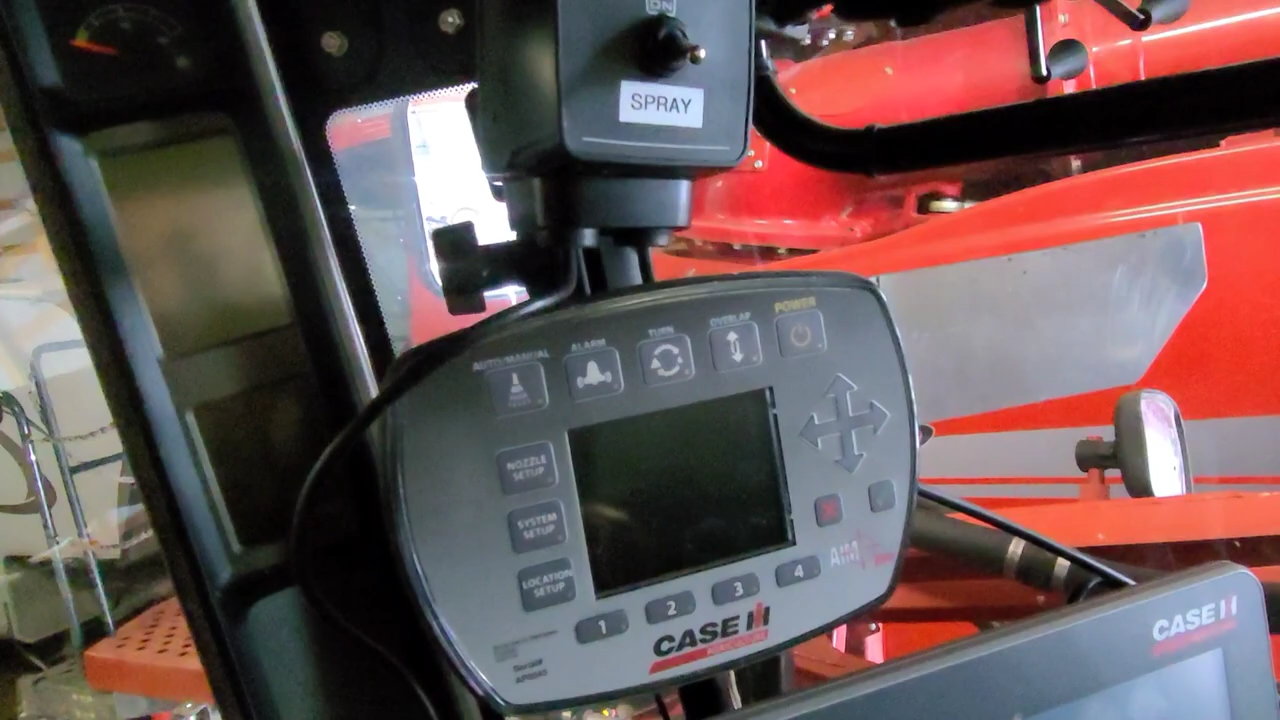 ON
SPRAY
POWER
OVERLAP
TURN
ALARM
AUTO/MANUAL
NOZZLE
SETUP
SYSTEM
SETUP
LOCATION
SETUP
1
2
3
4
AIM
CASE IH
CASE IH